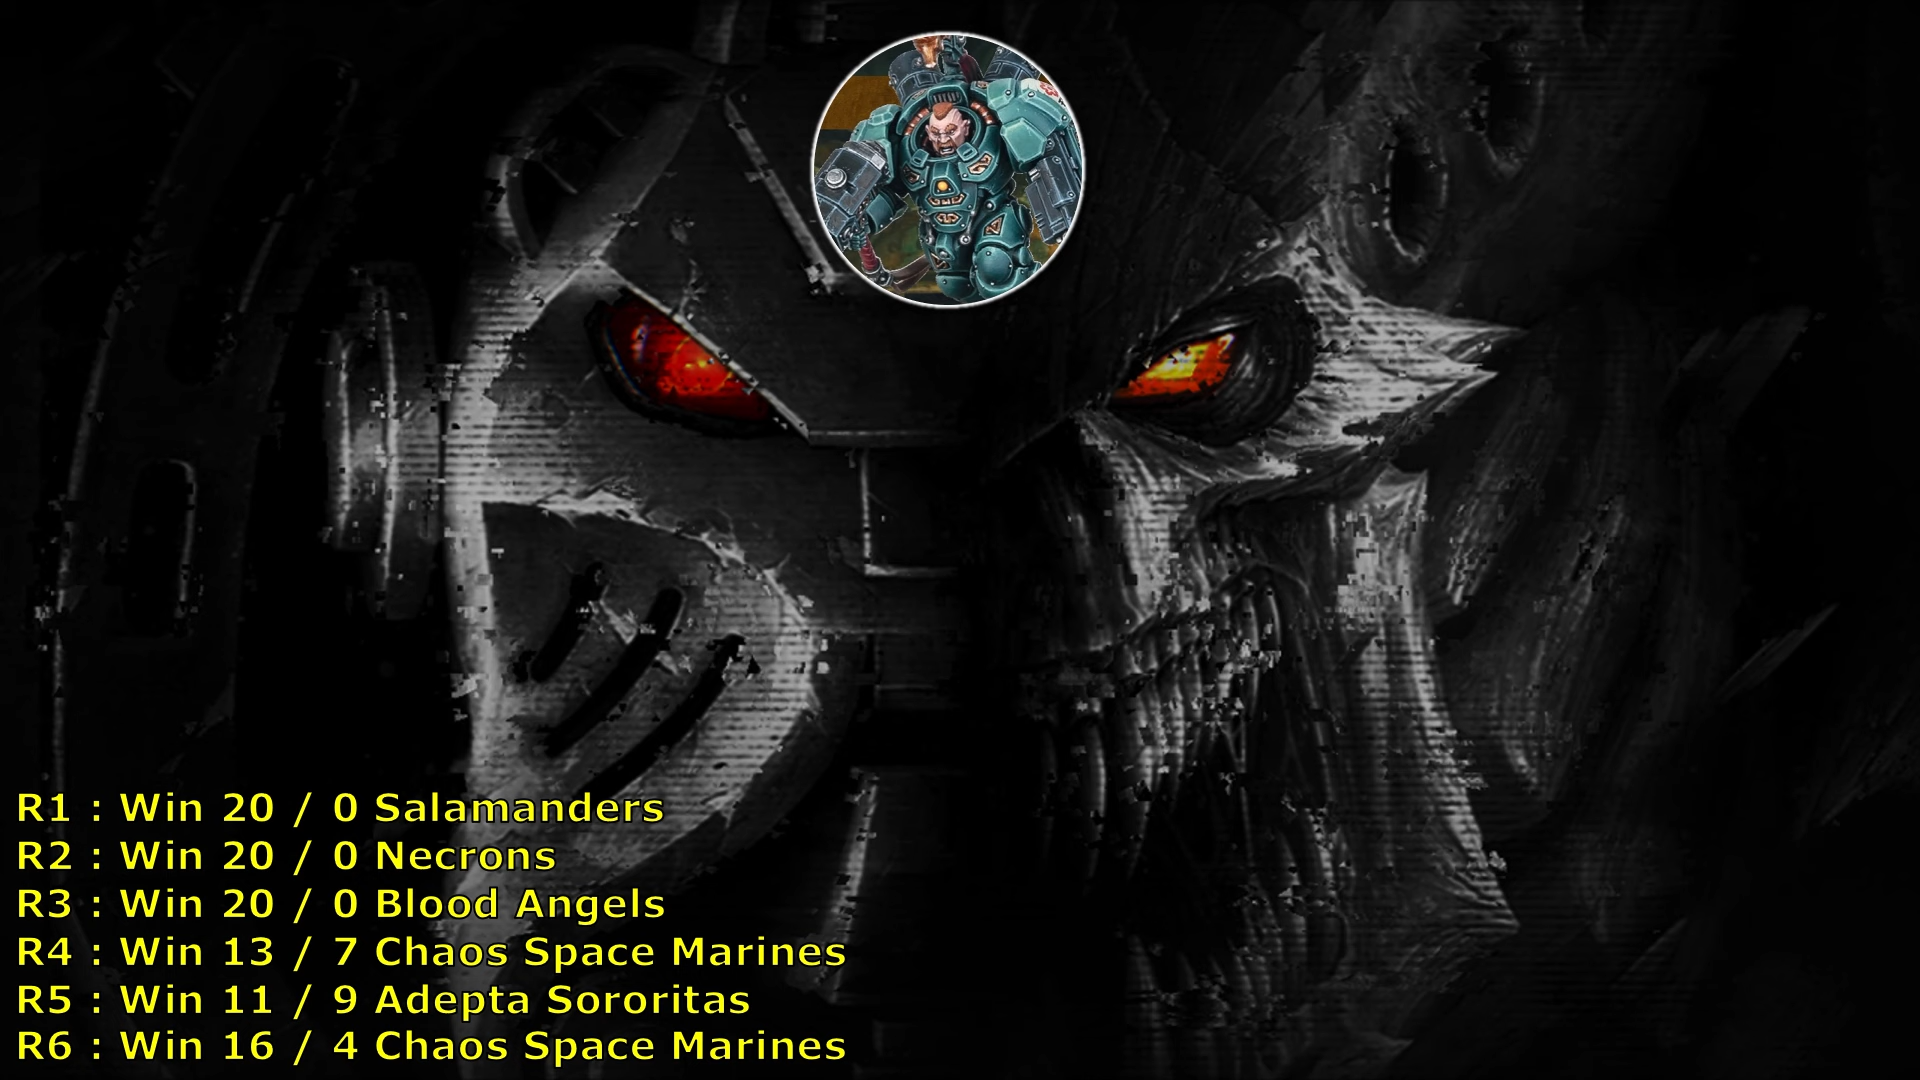 R1 : Win 20 / 0 Salamanders
R2 : Win 20 / 0 Necrons
R3 : Win 20 / 0 Blood Angels
R4 : Win 13 / 7 Chaos Space Marines
R5 : Win 11 / 9 Adepta Sororitas
R6 : Win 16 / 4 Chaos Space Marines